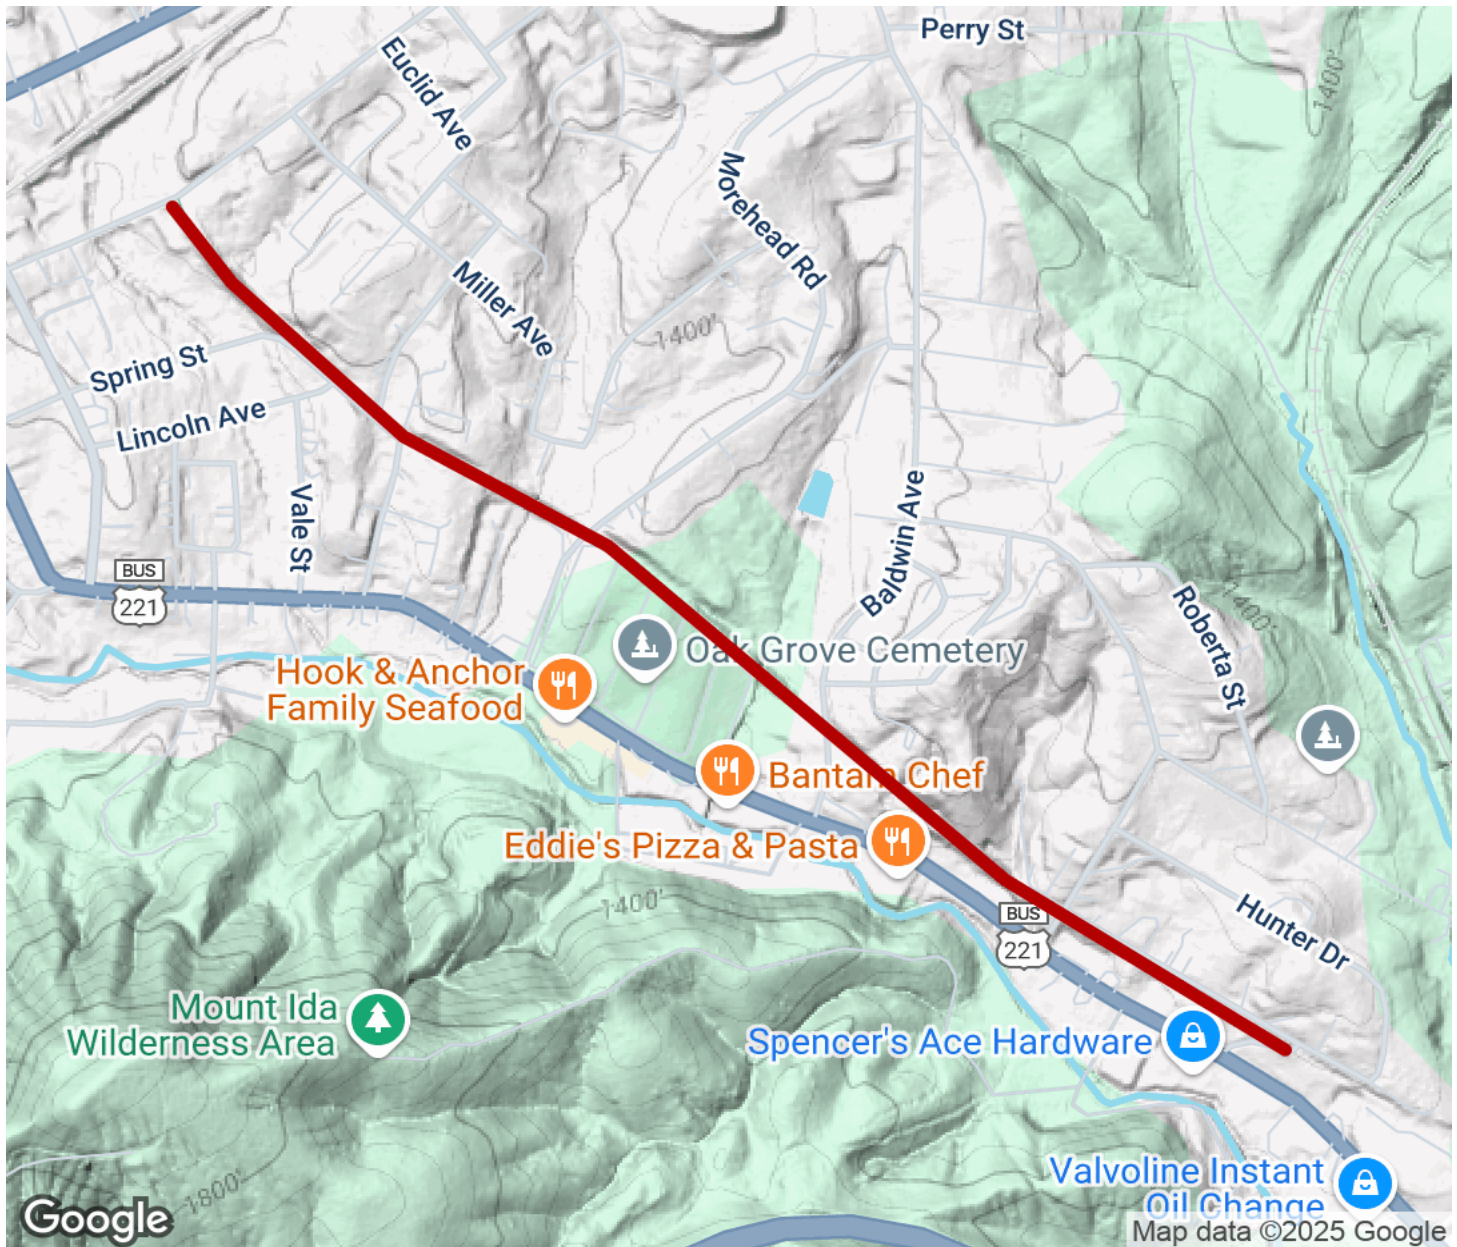 Perry St
1400'
Euclid Ave
Morehead Rd
Miller Ave
1400'
Spring St
Lincoln Ave
Vale St
Baldwin Ave
BUS
221
Roberta St
1400'
Oak Grove Cemetery
Hook & Anchor
Family Seafood
Bantam Chef
Eddie's Pizza & Pasta
1400'
BUS
221
Hunter Dr
Mount Ida
Wilderness Area
Spencer's Ace Hardware
1800'
Valvoline Instant
Oil Change
Google
Map data ©2025 Google